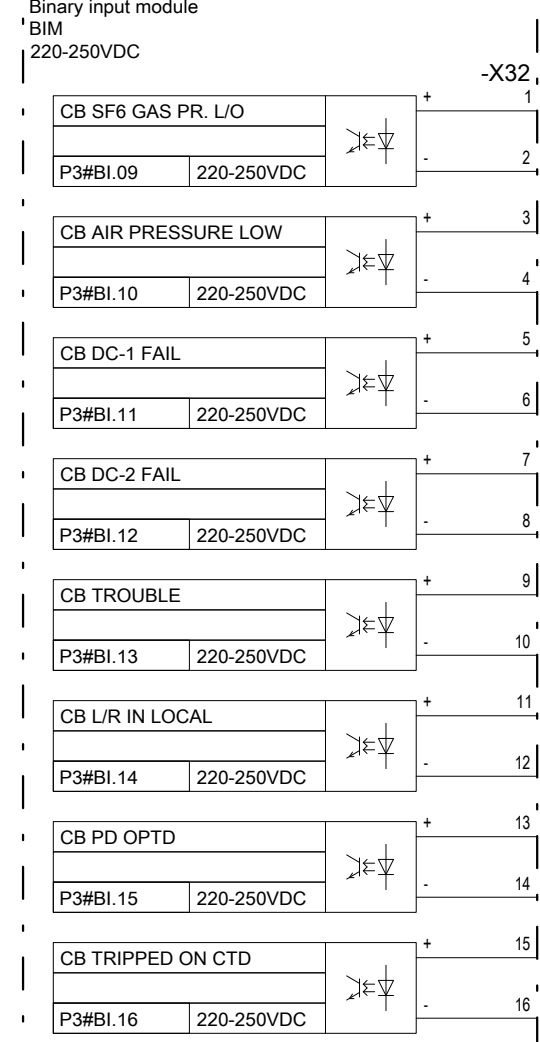 Binary input module
BIM
220-250VDC
-X32
CB SF6 GAS PR. L/O + 1
P3#BI.09 220-250VDC - 2
CB AIR PRESSURE LOW + 3
P3#BI.10 220-250VDC - 4
CB DC-1 FAIL + 5
P3#BI.11 220-250VDC - 6
CB DC-2 FAIL + 7
P3#BI.12 220-250VDC - 8
CB TROUBLE + 9
P3#BI.13 220-250VDC - 10
CB L/R IN LOCAL + 11
P3#BI.14 220-250VDC - 12
CB PD OPTD + 13
P3#BI.15 220-250VDC - 14
CB TRIPPED ON CTD + 15
P3#BI.16 220-250VDC - 16